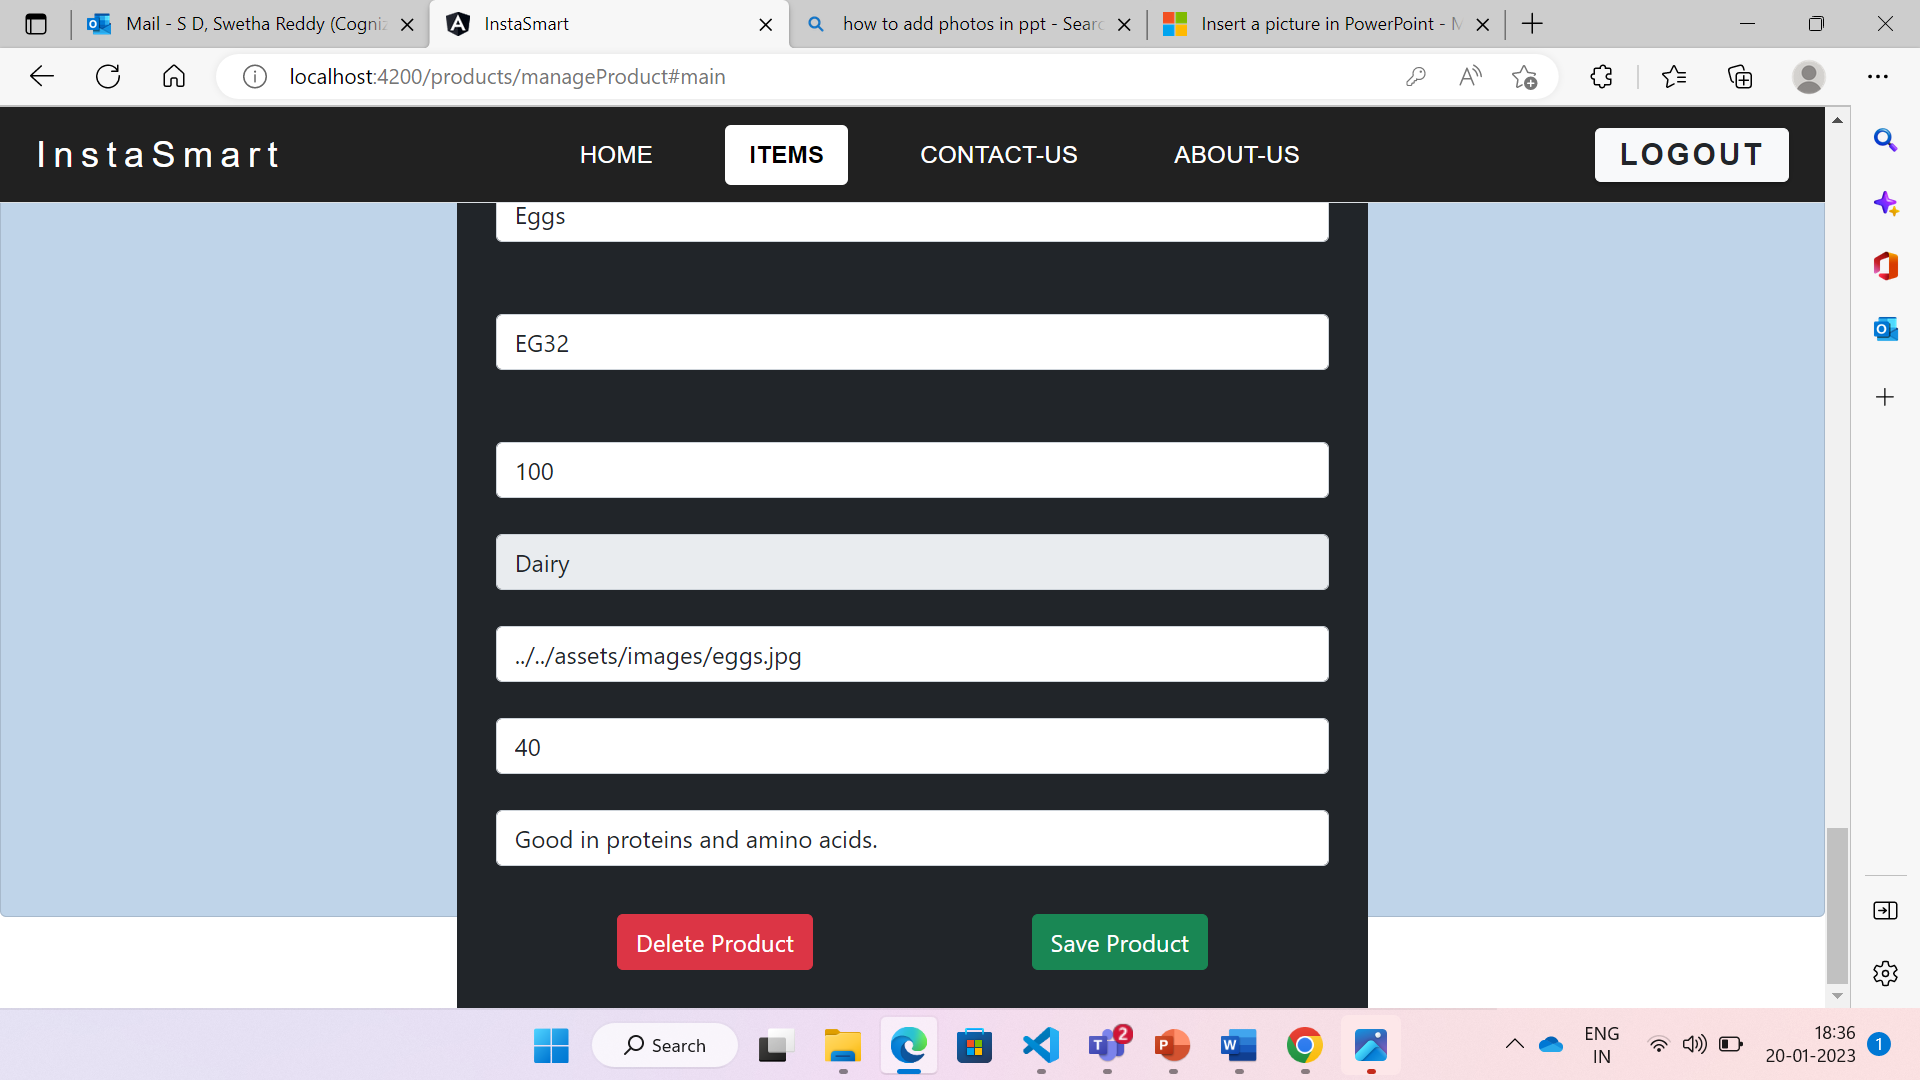 Mail - S D, Swetha Reddy (Cogniz
InstaSmart
how to add photos in ppt - Searc
Insert a picture in PowerPoint - M
localhost:4200/products/manageProduct#main
InstaSmart
HOME
ITEMS
CONTACT-US
ABOUT-US
LOGOUT
Eggs
EG32
100
Dairy
../../assets/images/eggs.jpg
40
Good in proteins and amino acids.
Delete Product
Save Product
Search
2
ENG
IN
18:36
20-01-2023
1